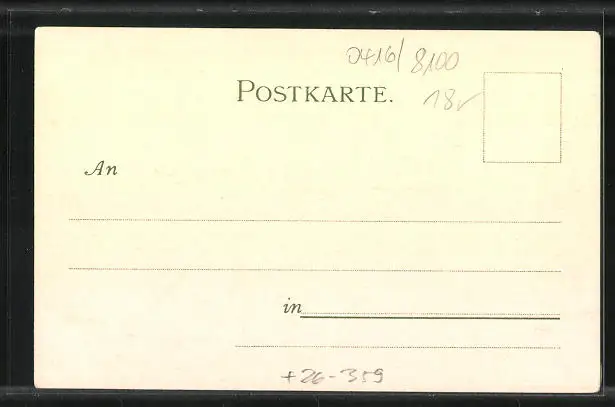 0416/8100
POSTKARTE.
18,-
An
in
+26-359